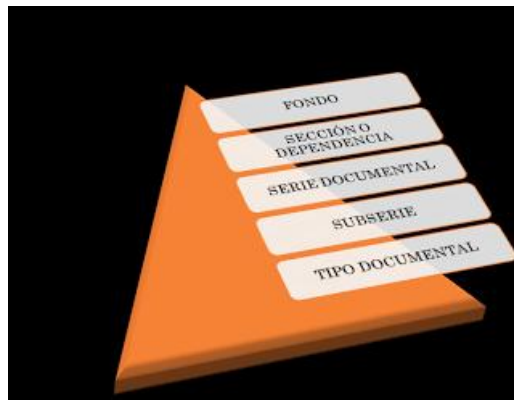 FONDO
SECCIÓN O
DEPENDENCIA
SERIE DOCUMENTAL
SUBSERIE
TIPO DOCUMENTAL